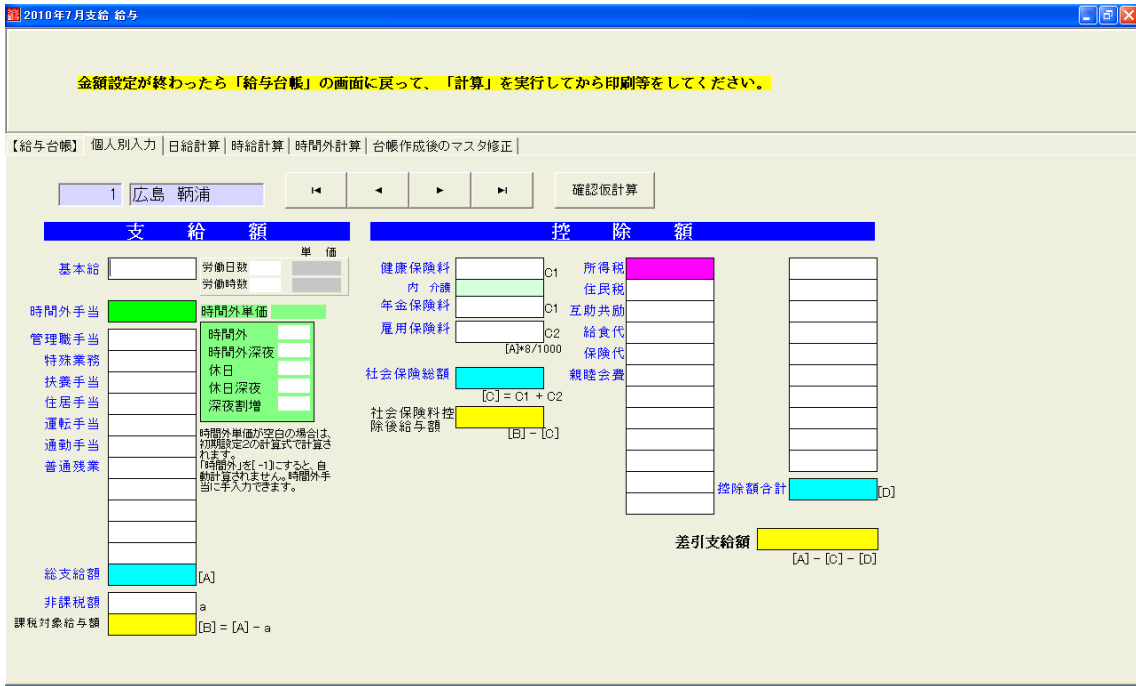 2010年7月支給 給与
金額設定が終わったら「給与台帳」の画面に戻って、「計算」を実行してから印刷等をしてください。
【給与台帳】 個人別入力 日給計算 時給計算 時間外計算 台帳作成後のマスタ修正
1 広島 鞆浦 確認仮計算
支 給 額
単 価
基本給
労働日数
労働時数
時間外手当
時間外単価
管理職手当
特殊業務
扶養手当
住居手当
運転手当
通勤手当
普通残業
時間外
時間外深夜
休日
休日深夜
深夜割増
時間外単価が空白の場合は、
初期設定2の計算式で計算さ
れます。
「時間外」を[-1]にすると、自
動計算されません。時間外手
当に手入力できます。
総支給額 [A]
非課税額 a
課税対象給与額 [B] = [A] - a
控 除 額
健康保険料 C1
内 介護
年金保険料 C1
雇用保険料 C2
[A]*8/1000
社会保険総額
[C] = C1 + C2
社会保険料控
除後給与額
[B] - [C]
所得税
住民税
互助共励
給食代
保険代
親睦会費
控除額合計 [D]
差引支給額
[A] - [C] - [D]